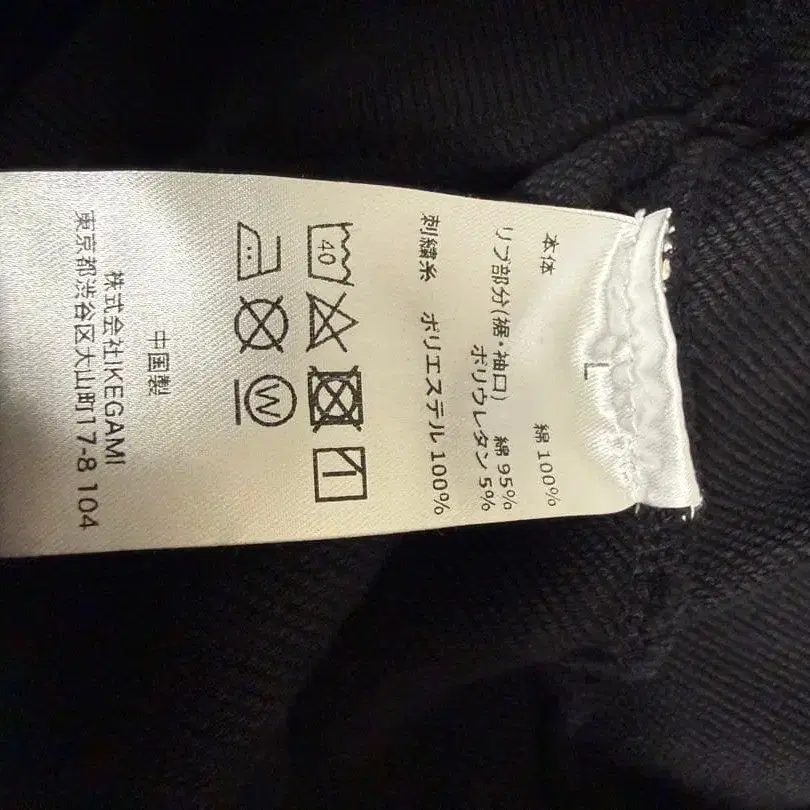 L
本体 綿 100%
リブ部分(裾・袖口) 綿 95%
ポリウレタン 5%
刺繍糸 ポリエステル 100%
40
W
中国製
株式会社IKEGAMI
東京都渋谷区大山町17-8 104